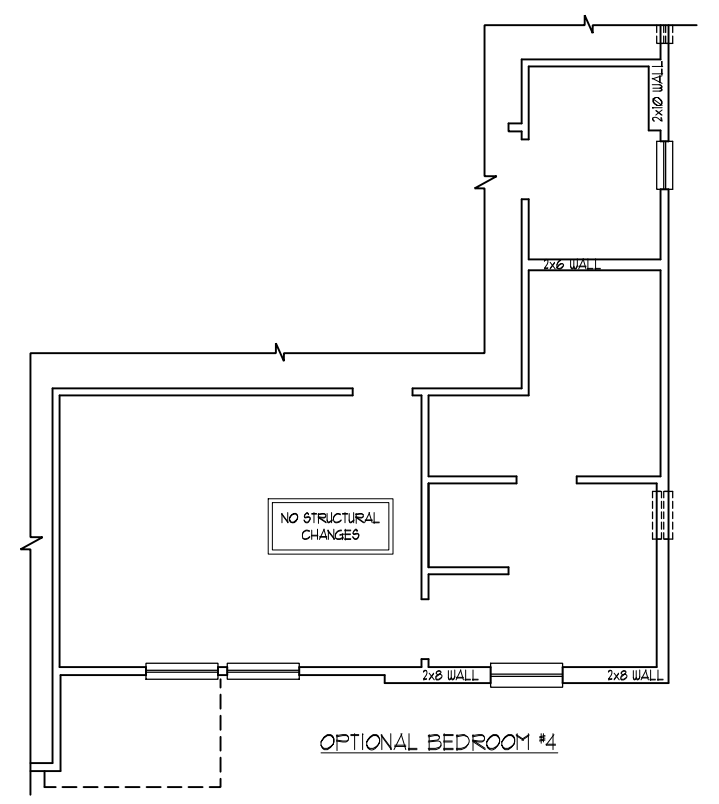 2x10 WALL
2x6 WALL
NO STRUCTURAL
CHANGES
2x8 WALL
2x8 WALL
OPTIONAL BEDROOM #4